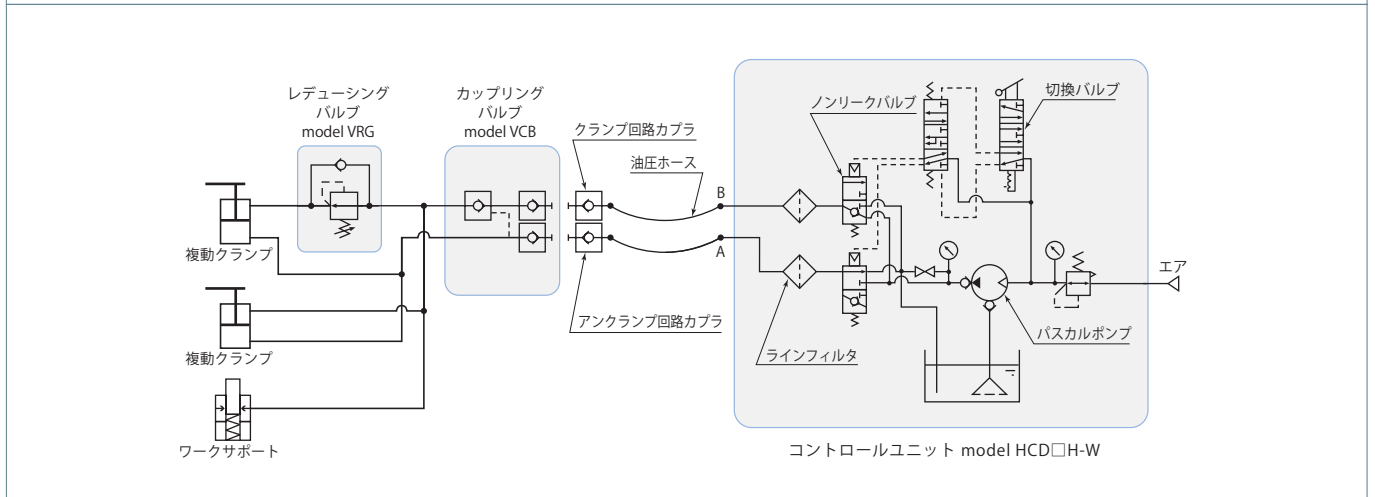 レデューシング
バルブ
model VRG
カップリング
バルブ
model VCB
クランプ回路カプラ
油圧ホース
ノンリークバルブ
切換バルブ
B
A
複動クランプ
複動クランプ
ワークサポート
アンクランプ回路カプラ
ラインフィルタ
エア
パスカルポンプ
コントロールユニット model HCD□H-W